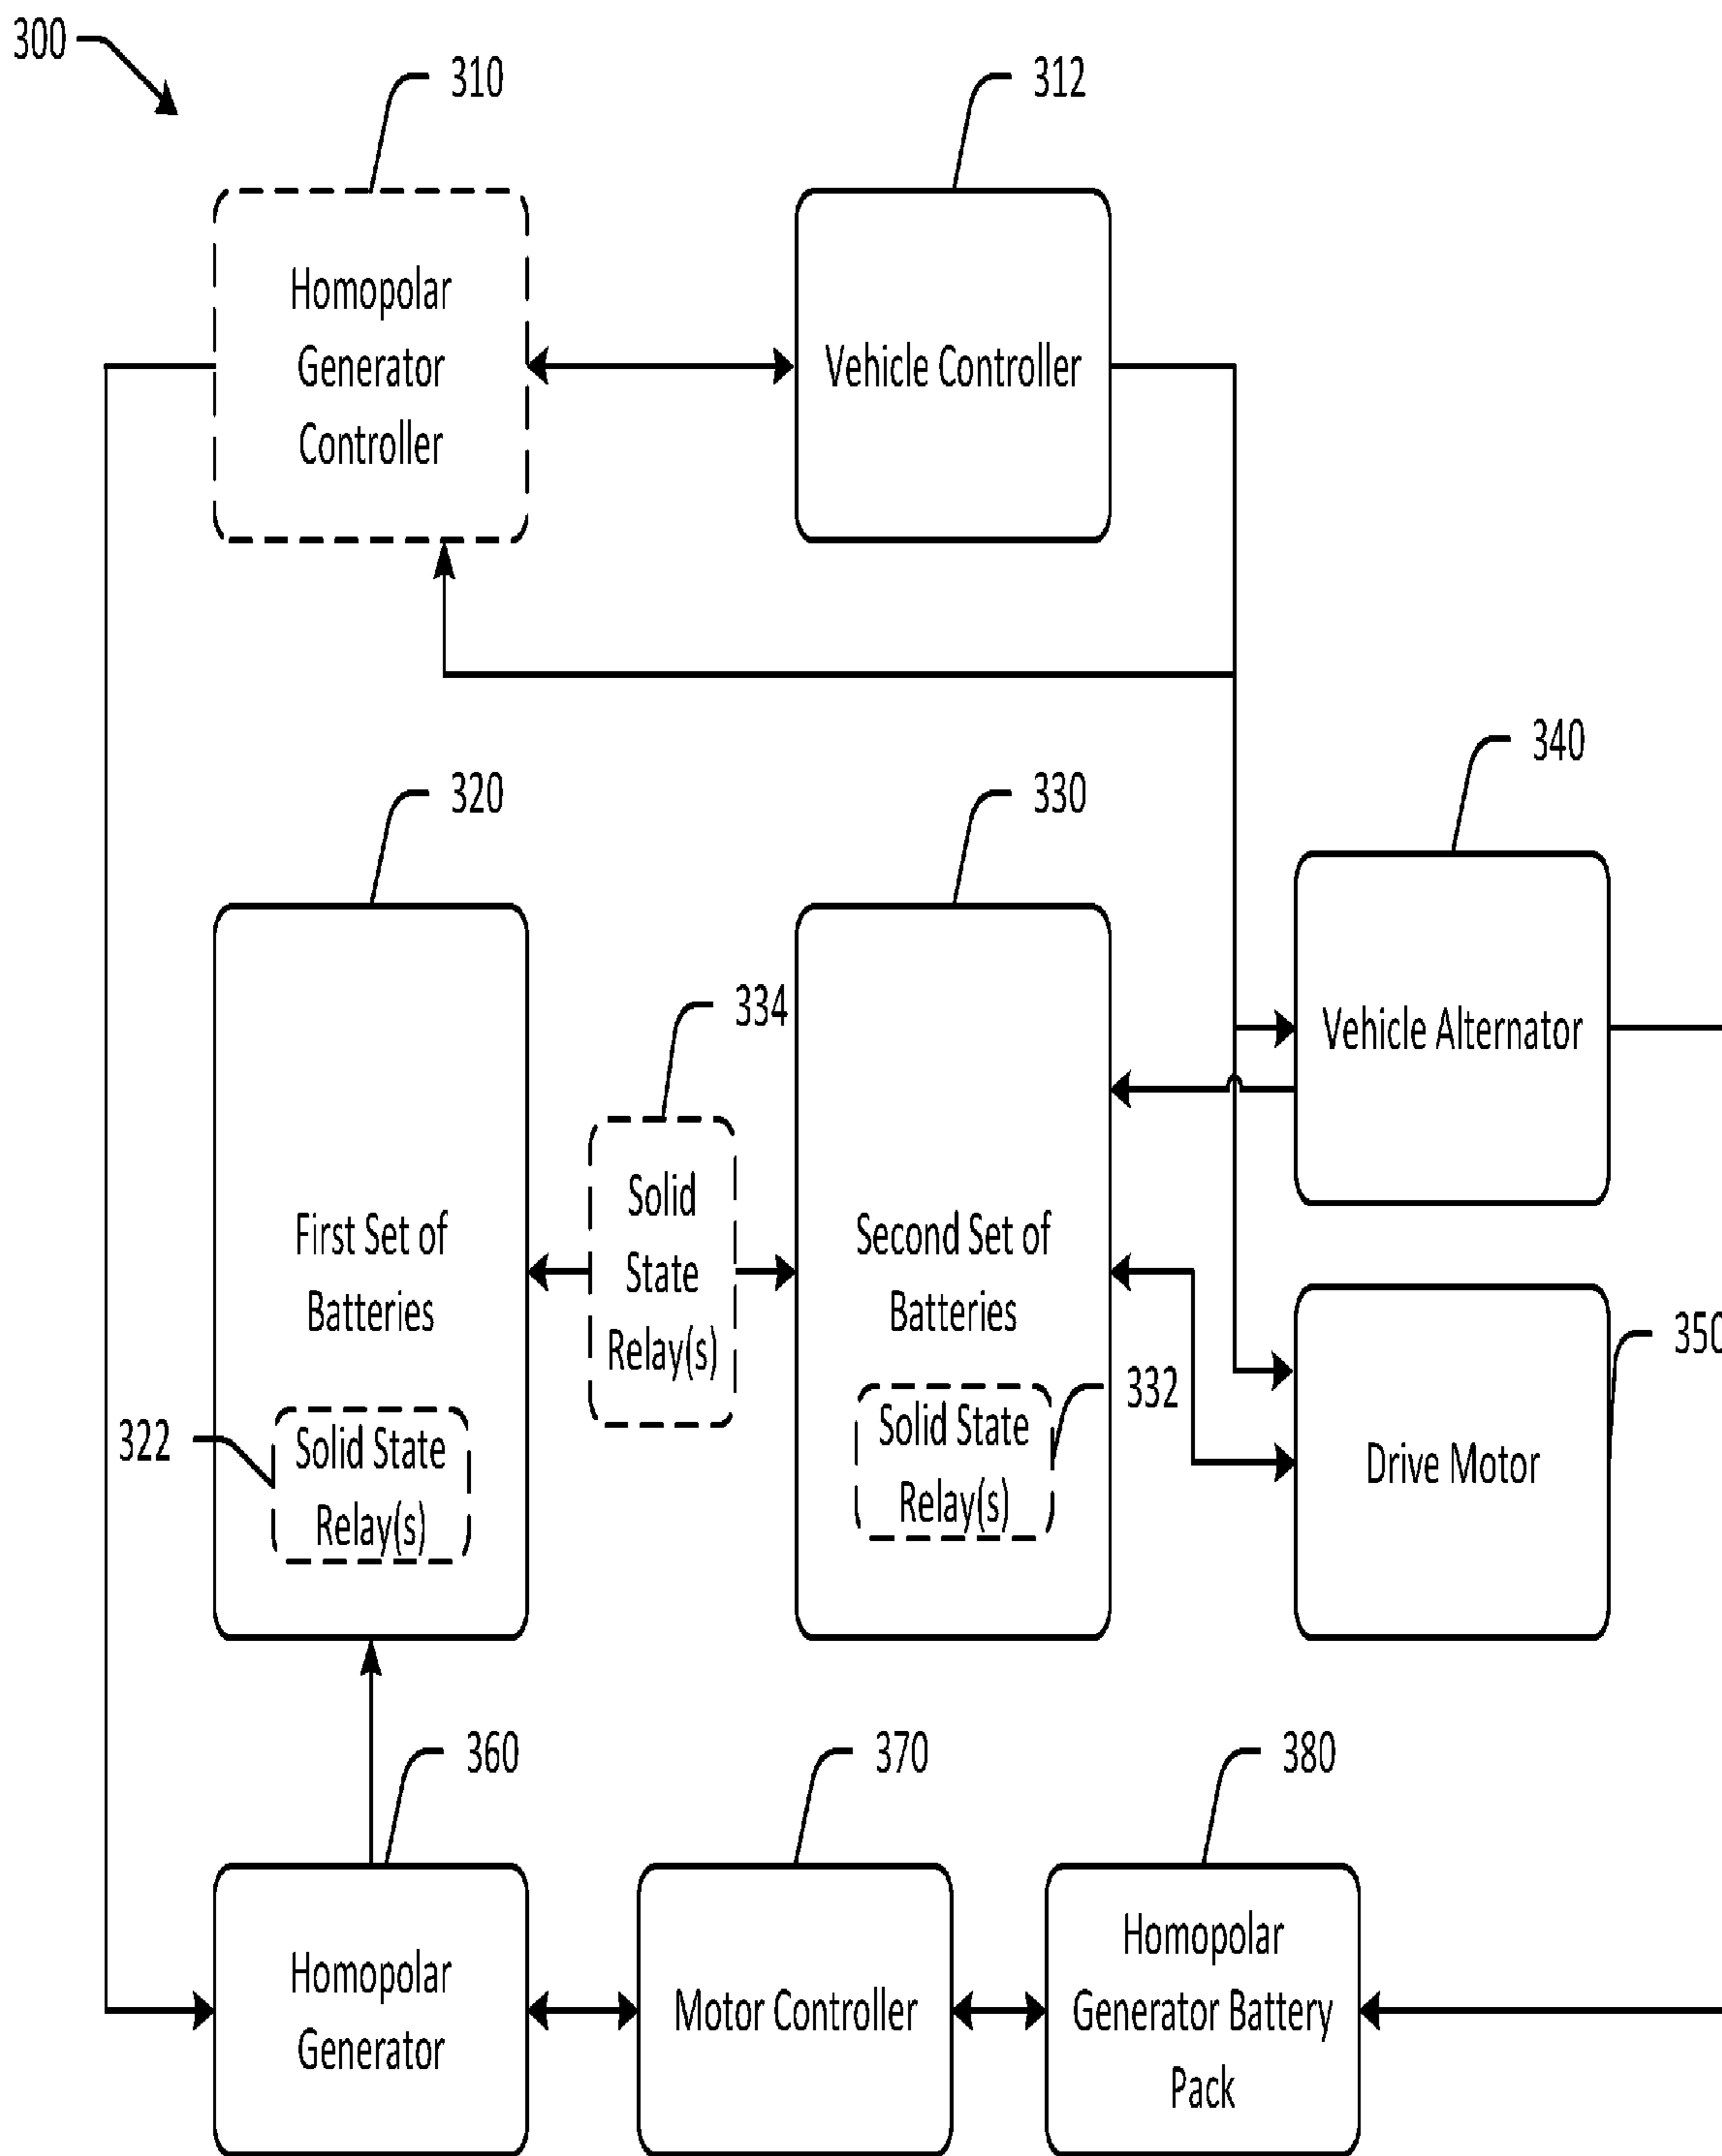 300
310
312
Homopolar
Generator
Controller
Vehicle Controller
340
320
330
334
Vehicle Alternator
Solid
State
Relay(s)
First Set of
Batteries
Second Set of
Batteries
350
332
322
Solid State
Relay(s)
Solid State
Relay(s)
Drive Motor
360
370
380
Homopolar
Generator
Motor Controller
Homopolar
Generator Battery
Pack